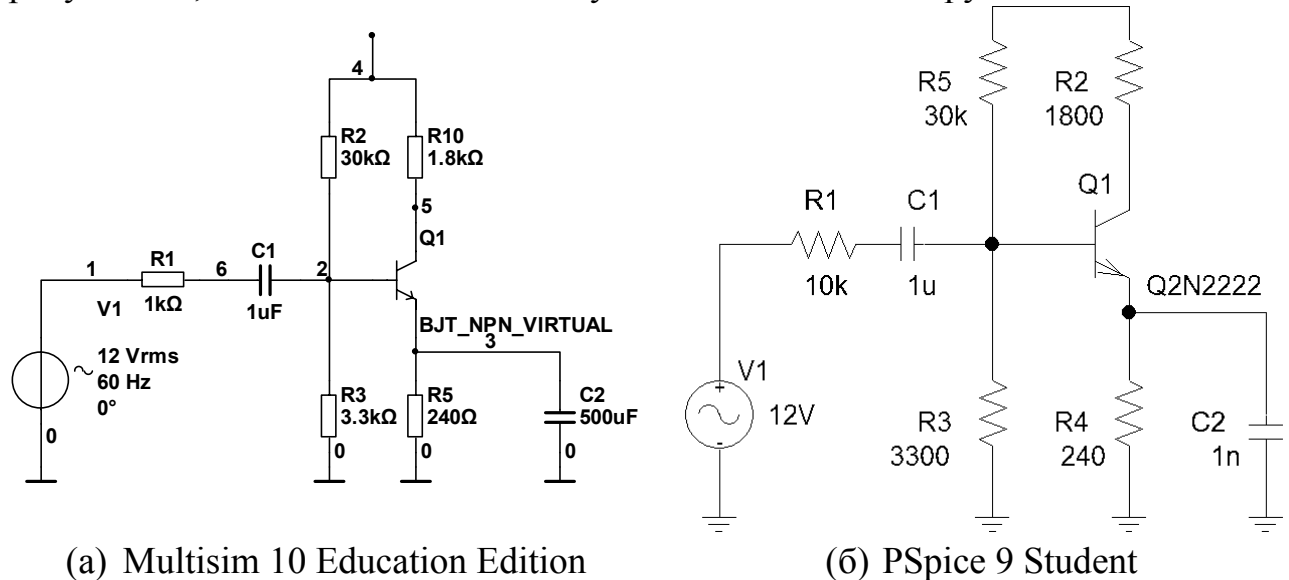 4
R2
30kΩ
R10
1.8kΩ
5
Q1
1
R1
1kΩ
6
C1
1uF
2
V1
BJT_NPN_VIRTUAL
3
12 Vrms
60 Hz
0°
0
R3
3.3kΩ
0
R5
240Ω
0
C2
500uF
0
(а) Multisim 10 Education Edition
R5
30k
R2
1800
Q1
R1
10k
C1
1u
Q2N2222
V1
+
12V
-
R3
3300
R4
240
C2
1n
(б) PSpice 9 Student